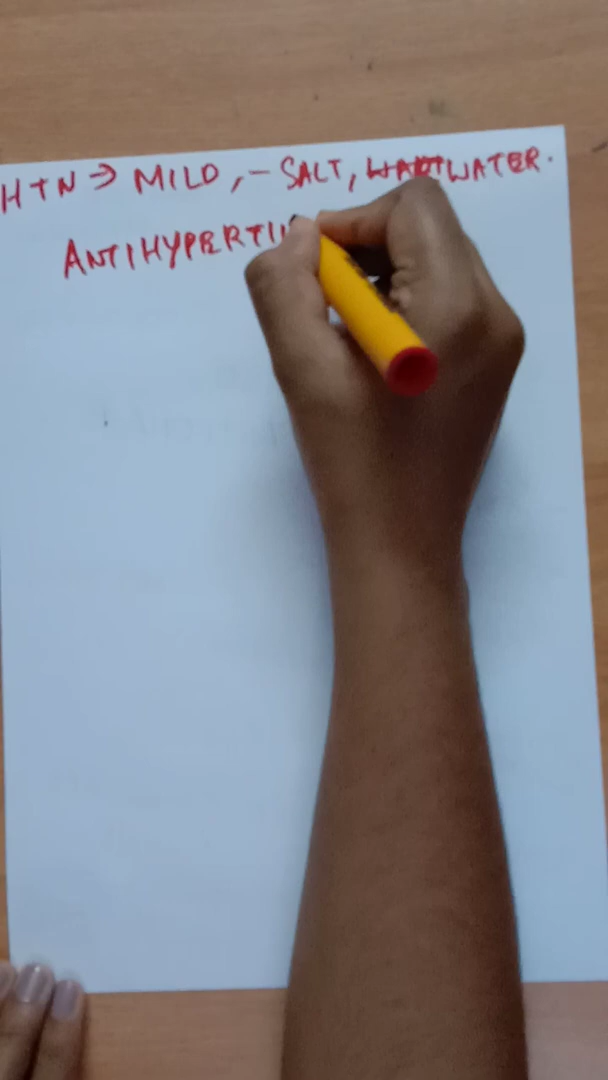 HTN → MILD, - SALT, WATER.
ANTIHYPERTI